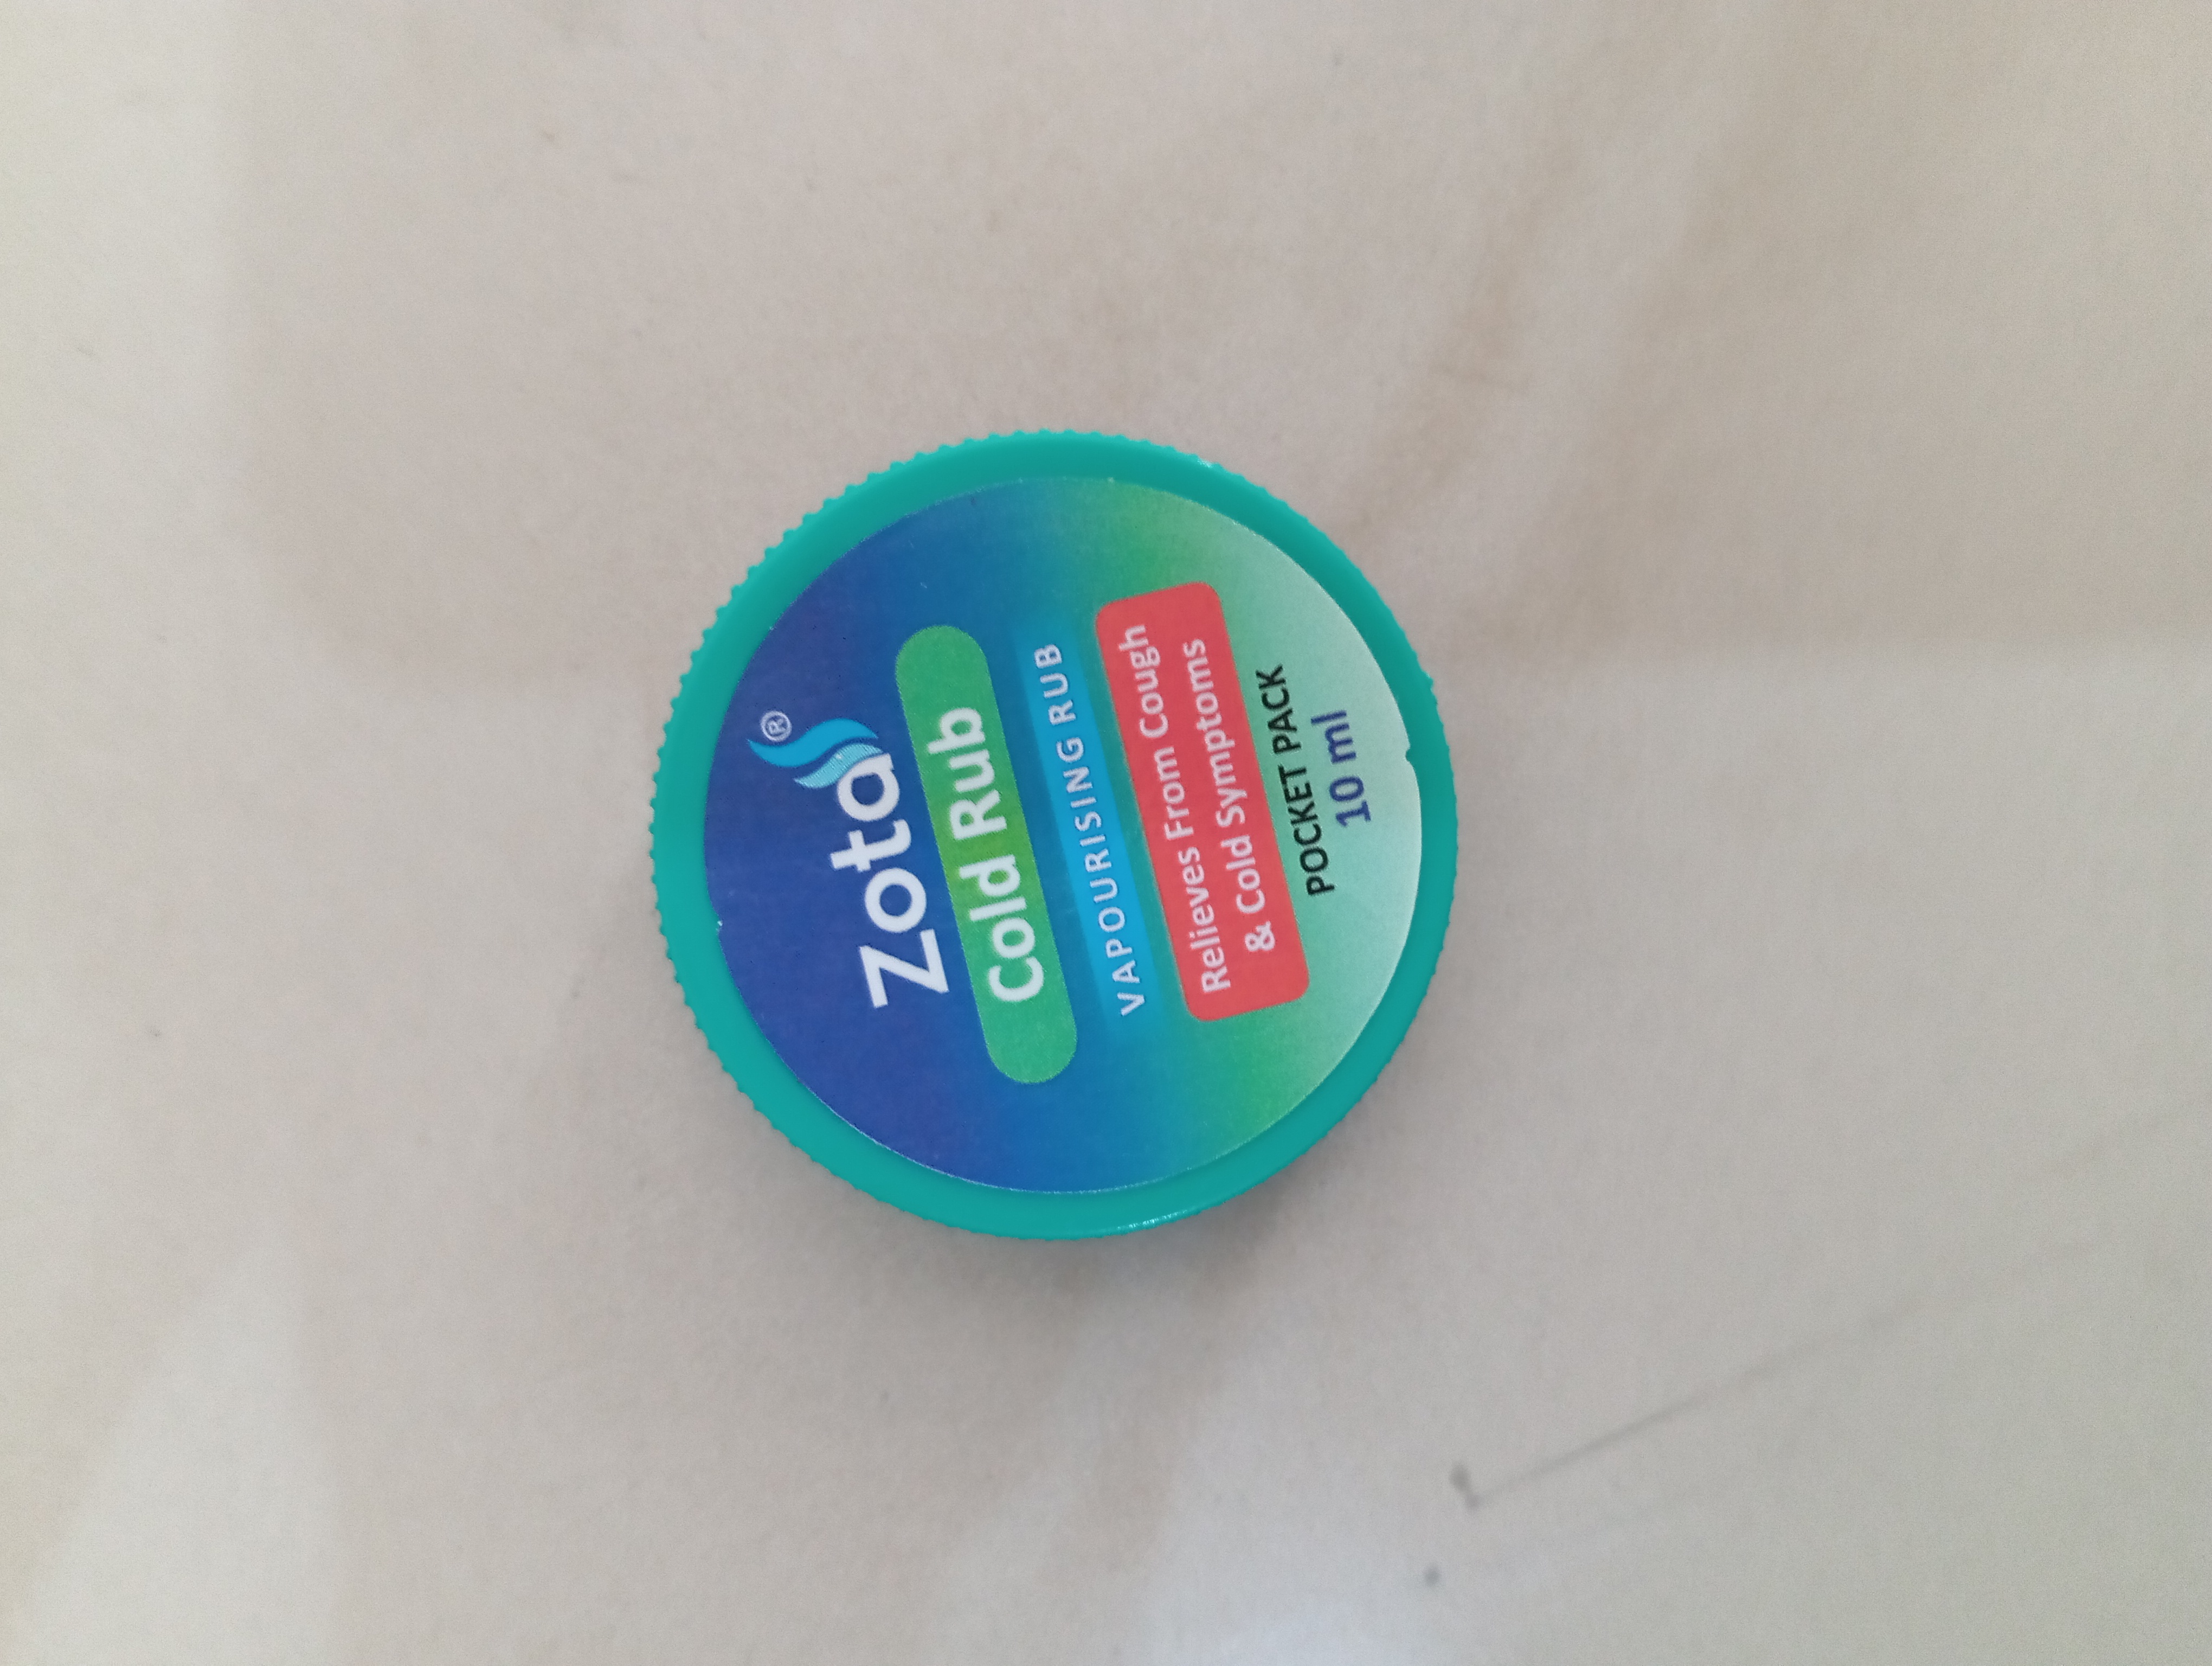 Zota®
Cold Rub
VAPOURISING RUB
Relieves From Cough
& Cold Symptoms
POCKET PACK
10 ml